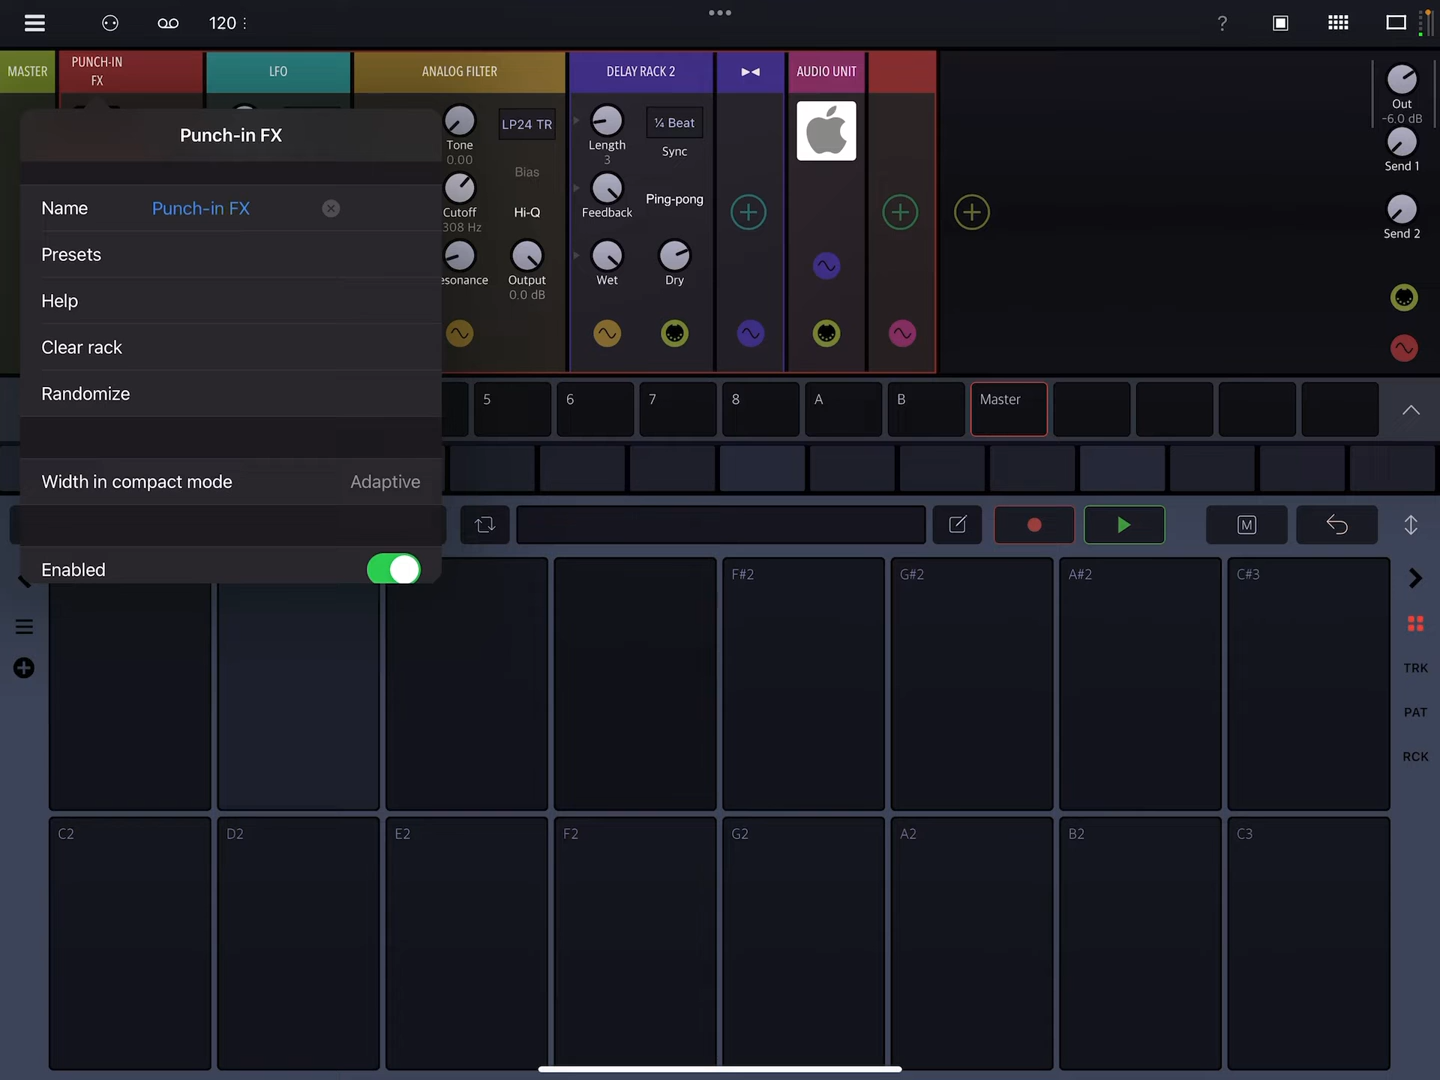 120
?
MASTER
PUNCH-IN
FX
LFO
ANALOG FILTER
DELAY RACK 2
AUDIO UNIT
Out
-6.0 dB
Send 1
Send 2
Tone
0.00
LP24 TR
Bias
Cutoff
308 Hz
Hi-Q
esonance
Output
0.0 dB
Length
3
¼ Beat
Sync
Feedback
Ping-pong
Wet
Dry
Punch-in FX
Name Punch-in FX
Presets
Help
Clear rack
Randomize
Width in compact mode Adaptive
Enabled
5
6
7
8
A
B
Master
M
F#2
G#2
A#2
C#3
TRK
PAT
RCK
C2
D2
E2
F2
G2
A2
B2
C3